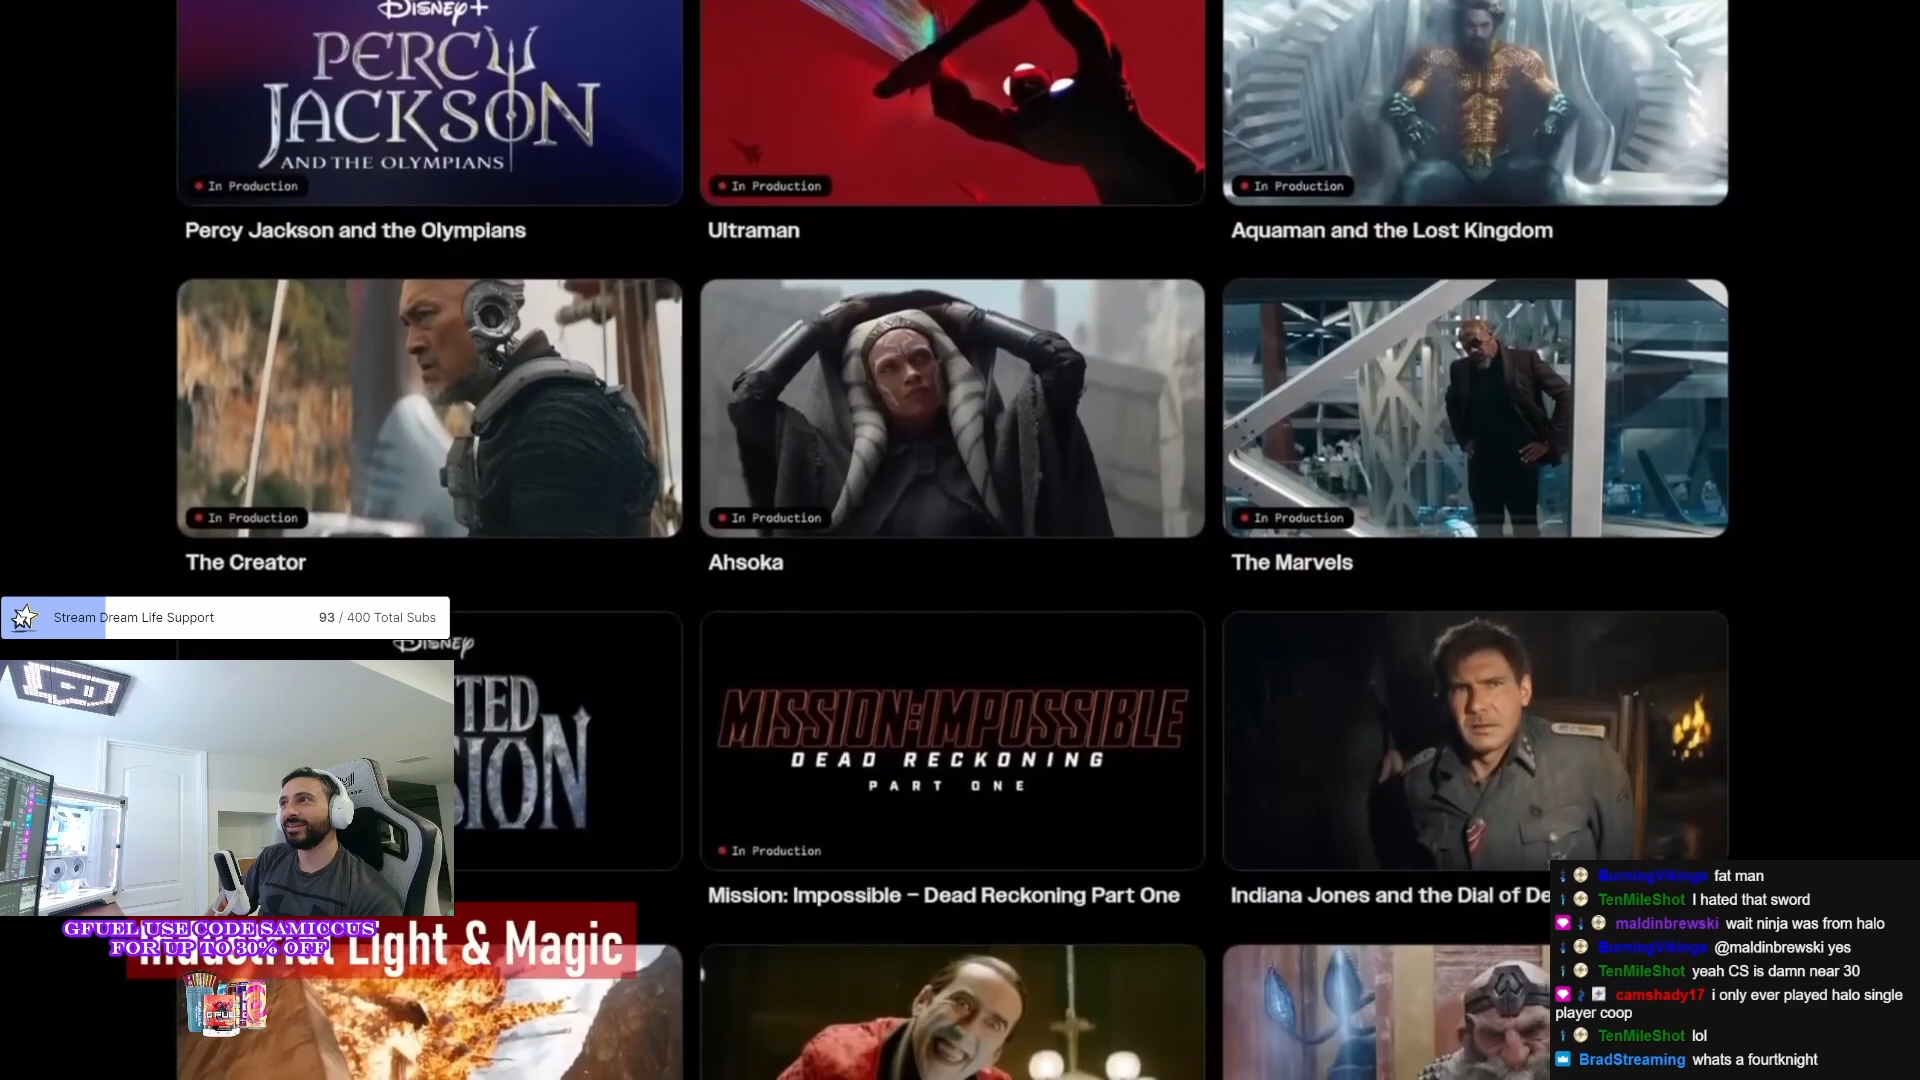 Disney+
PERCY
JACKSON
AND THE OLYMPIANS
In Production
In Production
In Production
Percy Jackson and the Olympians
Ultraman
Aquaman and the Lost Kingdom
In Production
In Production
In Production
The Creator
Ahsoka
The Marvels
Stream Dream Life Support
93 / 400 Total Subs
Disney
TED
SION
MISSION:IMPOSSIBLE
DEAD RECKONING
PART ONE
In Production
Mission: Impossible – Dead Reckoning Part One
Indiana Jones and the Dial of De
GFUEL USE CODE SAMICCUS
FOR UP TO 30% OFF
Light & Magic
G FUEL
BurningVikings fat man
TenMileShot I hated that sword
maldinbrewski wait ninja was from halo
BurningVikings @maldinbrewski yes
TenMileShot yeah CS is damn near 30
camshady17 i only ever played halo single
player coop
TenMileShot lol
BradStreaming whats a fourtknight